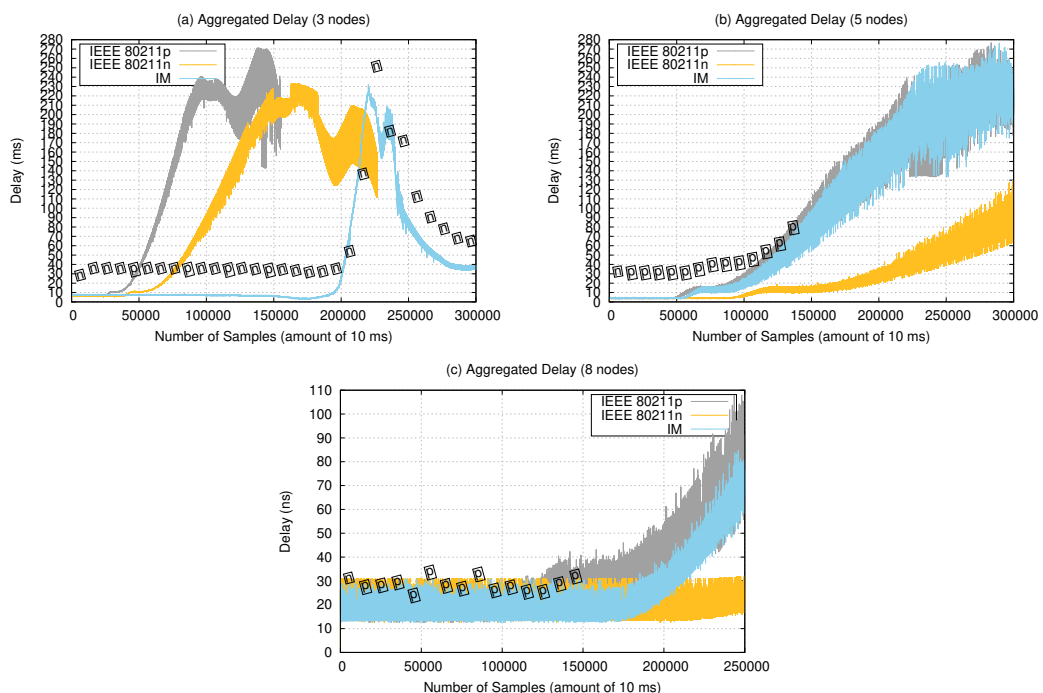 (a) Aggregated Delay (3 nodes)
280
270
260
250
240
230
220
210
200
190
180
170
160
150
140
130
120
110
100
90
80
70
60
50
40
30
20
10
0
Delay (ms)
IEEE 80211p
IEEE 80211n
IM
n n n n n n n n n n n n n n n n n n n n n n n n n n n n n n
0 50000 100000 150000 200000 250000 300000
Number of Samples (amount of 10 ms)
(b) Aggregated Delay (5 nodes)
280
270
260
250
240
230
220
210
200
190
180
170
160
150
140
130
120
110
100
90
80
70
60
50
40
30
20
10
0
Delay (ms)
IEEE 80211p
IEEE 80211n
IM
p p p p p p p p p p p p p p
0 50000 100000 150000 200000 250000 300000
Number of Samples (amount of 10 ms)
(c) Aggregated Delay (8 nodes)
110
100
90
80
70
60
50
40
30
20
10
0
Delay (ns)
IEEE 80211p
IEEE 80211n
IM
p p p p p p p p p p p p p p p
0 50000 100000 150000 200000 250000
Number of Samples (amount of 10 ms)